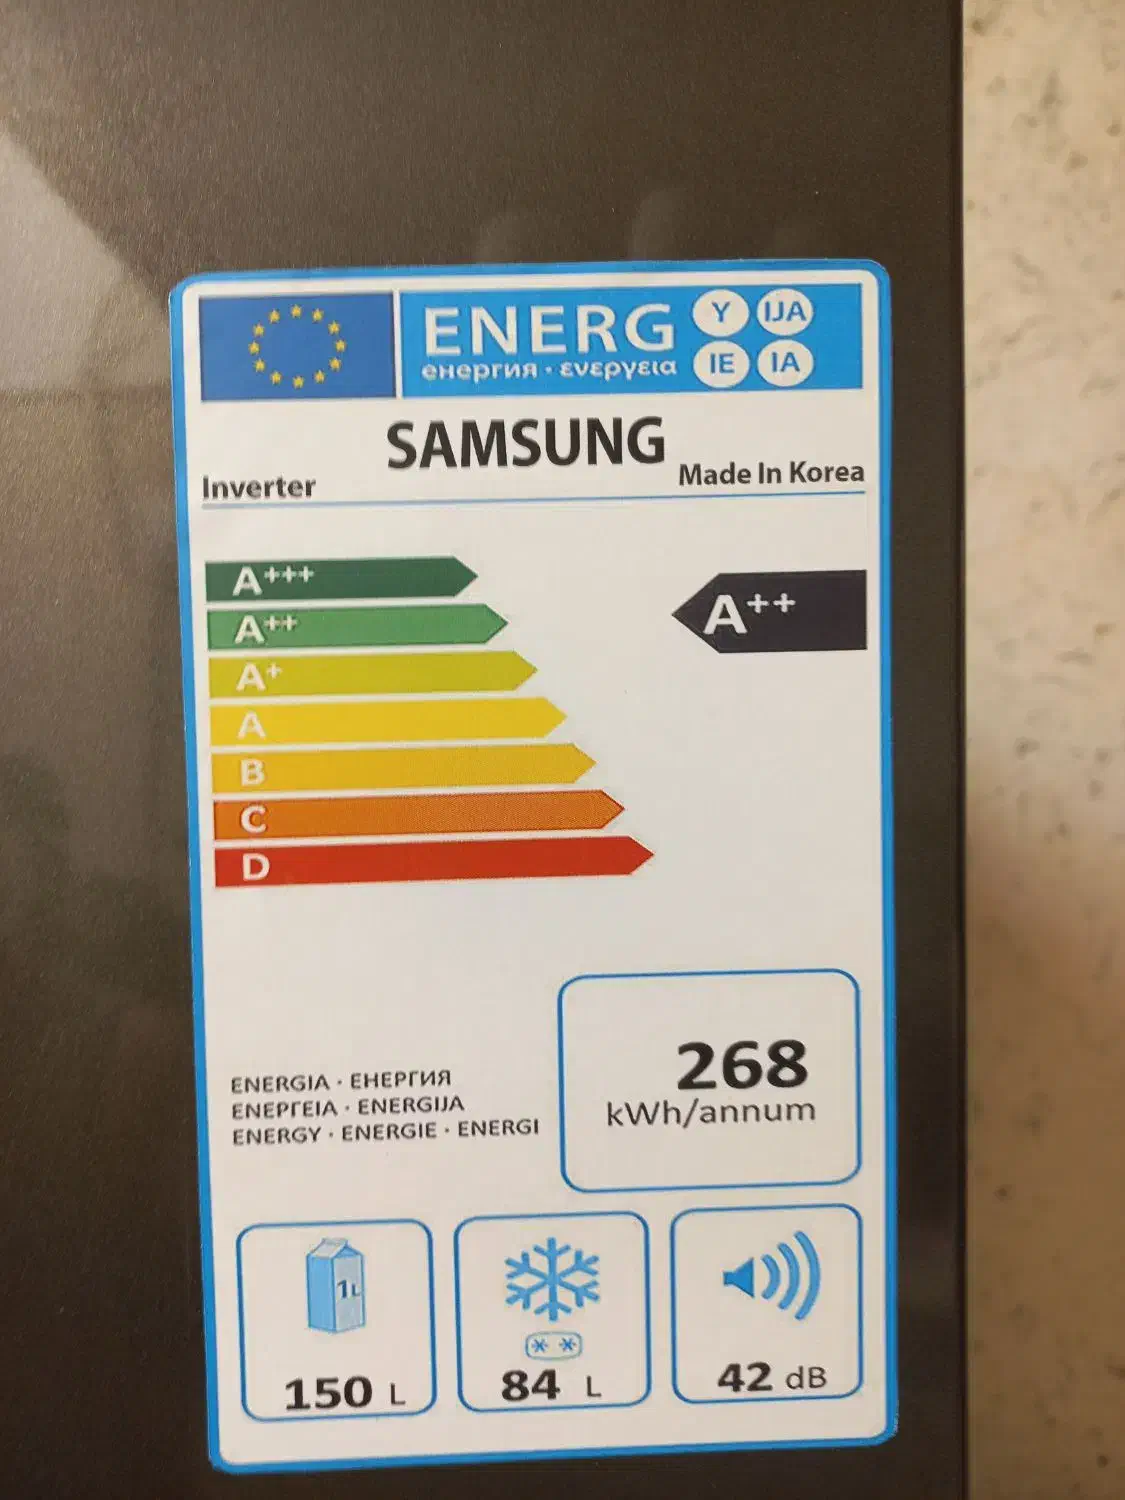 ENERG Y IJA
енергия · ενεργεια IE IA
SAMSUNG
Inverter Made In Korea
A+++
A++ A++
A+
A
B
C
D
268
kWh/annum
ENERGIA · ЕНЕРГИЯ
ΕΝΕΡΓΕΙΑ · ENERGIJA
ENERGY · ENERGIE · ENERGI
1L
150 L 84 L 42 dB